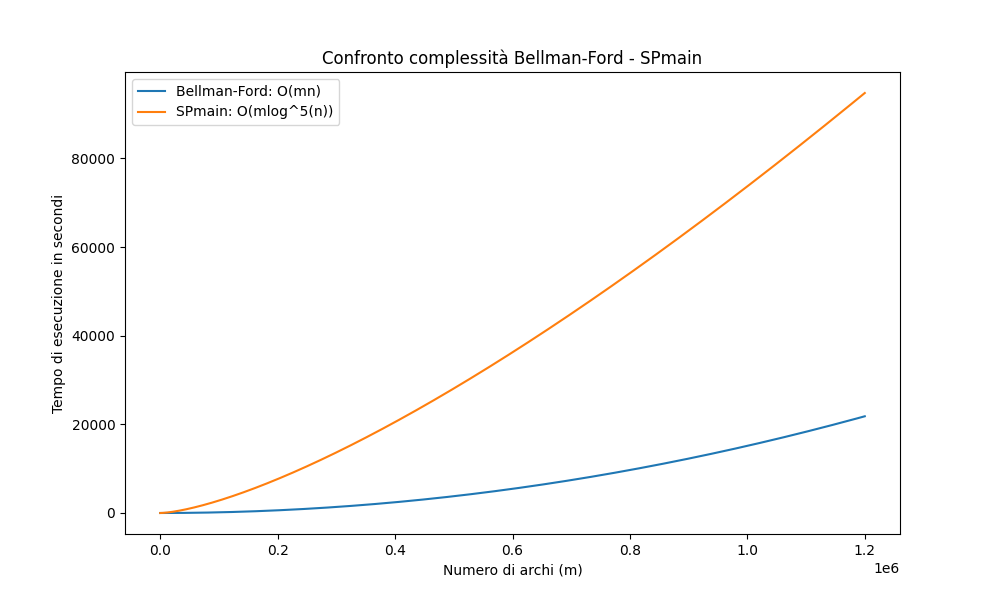 Confronto complessità Bellman-Ford - SPmain
Bellman-Ford: O(mn)
SPmain: O(mlog^5(n))
Tempo di esecuzione in secondi
80000
60000
40000
20000
0
0.0
0.2
0.4
0.6
0.8
1.0
1.2
1e6
Numero di archi (m)